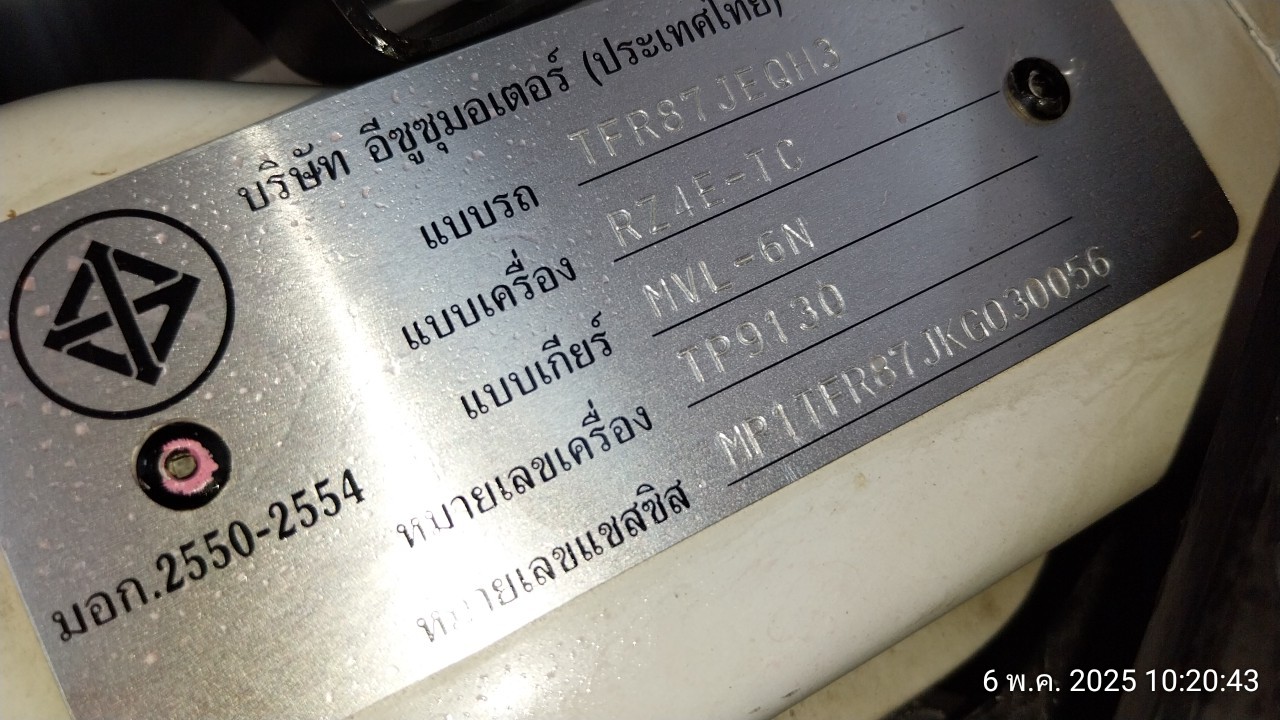 บริษัท อีซูซุมอเตอร์ (ประเทศไทย)
แบบรถ TFR87JEQH3
แบบเครื่อง RZ4E-TC
แบบเกียร์ MVL-6N
หมายเลขเครื่อง TP9130
หมายเลขแชสซิส MP1TFR87JKG030056
มอก.2550-2554
6 พ.ค. 2025 10:20:43